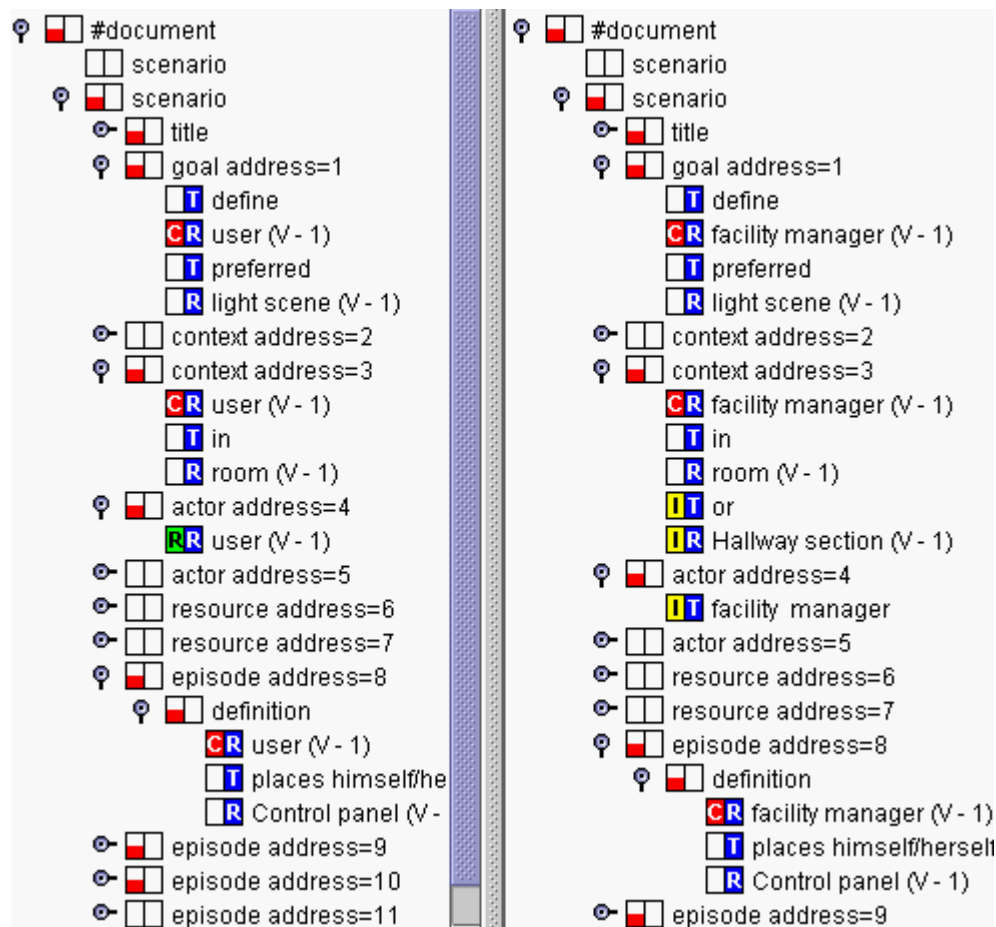 #document
scenario
scenario
title
goal address=1
T define
C R user (V - 1)
T preferred
R light scene (V - 1)
context address=2
context address=3
C R user (V - 1)
T in
R room (V - 1)
actor address=4
R R user (V - 1)
actor address=5
resource address=6
resource address=7
episode address=8
definition
C R user (V - 1)
T places himself/he
R Control panel (V -
episode address=9
episode address=10
episode address=11
#document
scenario
scenario
title
goal address=1
T define
C R facility manager (V - 1)
T preferred
R light scene (V - 1)
context address=2
context address=3
C R facility manager (V - 1)
T in
R room (V - 1)
I T or
I R Hallway section (V - 1)
actor address=4
I T facility manager
actor address=5
resource address=6
resource address=7
episode address=8
definition
C R facility manager (V - 1)
T places himself/herself
R Control panel (V - 1)
episode address=9